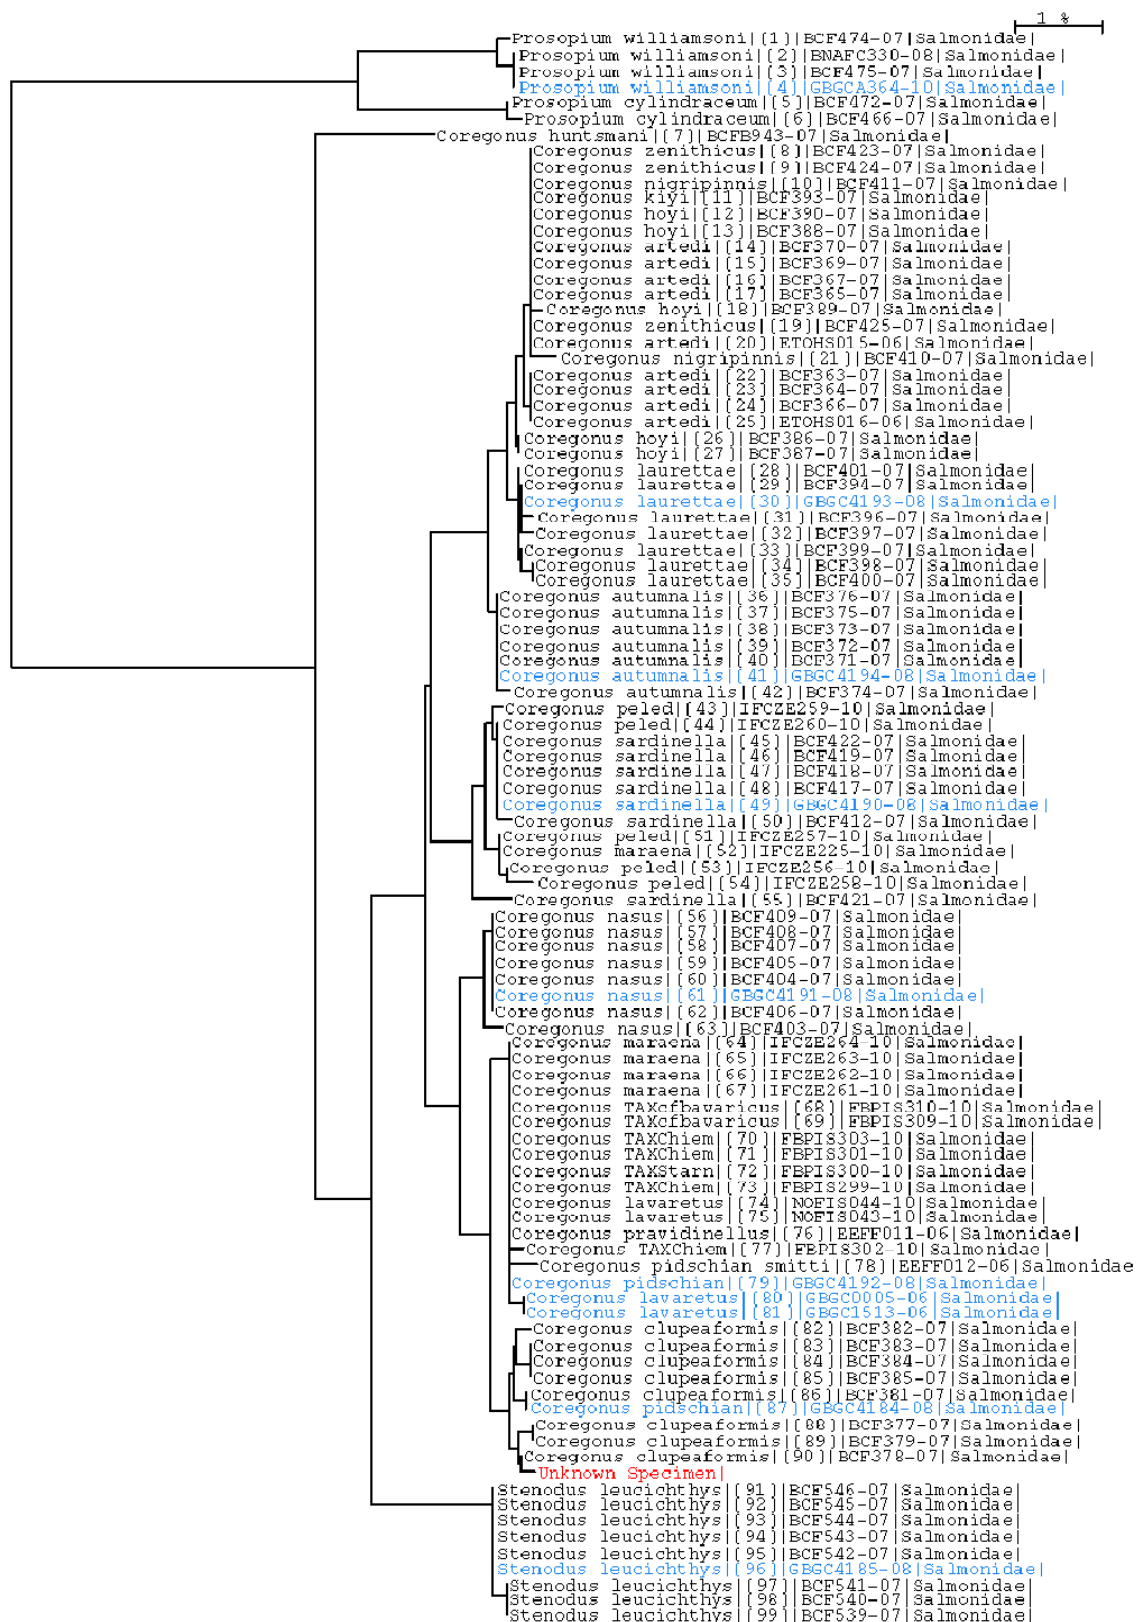 1 %
Prosopium williamsoni|[1]|BCF474-07|Salmonidae|
Prosopium williamsoni|[2]|BNAFC330-08|Salmonidae|
Prosopium williamsoni|[3]|BCF475-07|Salmonidae|
Prosopium williamsoni|[4]|GBGCA364-10|Salmonidae|
Prosopium cylindraceum|[5]|BCF472-07|Salmonidae|
Prosopium cylindraceum|[6]|BCF466-07|Salmonidae|
Coregonus huntsmani|[7]|BCFB943-07|Salmonidae|
Coregonus zenithicus|[8]|BCF423-07|Salmonidae|
Coregonus zenithicus|[9]|BCF424-07|Salmonidae|
Coregonus nigripinnis|[10]|BCF411-07|Salmonidae|
Coregonus kiyi|[11]|BCF393-07|Salmonidae|
Coregonus hoyi|[12]|BCF390-07|Salmonidae|
Coregonus hoyi|[13]|BCF388-07|Salmonidae|
Coregonus artedi|[14]|BCF370-07|Salmonidae|
Coregonus artedi|[15]|BCF369-07|Salmonidae|
Coregonus artedi|[16]|BCF367-07|Salmonidae|
Coregonus artedi|[17]|BCF365-07|Salmonidae|
Coregonus hoyi|[18]|BCF389-07|Salmonidae|
Coregonus zenithicus|[19]|BCF425-07|Salmonidae|
Coregonus artedi|[20]|ETOHS015-06|Salmonidae|
Coregonus nigripinnis|[21]|BCF410-07|Salmonidae|
Coregonus artedi|[22]|BCF363-07|Salmonidae|
Coregonus artedi|[23]|BCF364-07|Salmonidae|
Coregonus artedi|[24]|BCF366-07|Salmonidae|
Coregonus artedi|[25]|ETOHS016-06|Salmonidae|
Coregonus hoyi|[26]|BCF386-07|Salmonidae|
Coregonus hoyi|[27]|BCF387-07|Salmonidae|
Coregonus laurettae|[28]|BCF401-07|Salmonidae|
Coregonus laurettae|[29]|BCF394-07|Salmonidae|
Coregonus laurettae|[30]|GBGC4193-08|Salmonidae|
Coregonus laurettae|[31]|BCF396-07|Salmonidae|
Coregonus laurettae|[32]|BCF397-07|Salmonidae|
Coregonus laurettae|[33]|BCF399-07|Salmonidae|
Coregonus laurettae|[34]|BCF398-07|Salmonidae|
Coregonus laurettae|[35]|BCF400-07|Salmonidae|
Coregonus autumnalis|[36]|BCF376-07|Salmonidae|
Coregonus autumnalis|[37]|BCF375-07|Salmonidae|
Coregonus autumnalis|[38]|BCF373-07|Salmonidae|
Coregonus autumnalis|[39]|BCF372-07|Salmonidae|
Coregonus autumnalis|[40]|BCF371-07|Salmonidae|
Coregonus autumnalis|[41]|GBGC4194-08|Salmonidae|
Coregonus autumnalis|[42]|BCF374-07|Salmonidae|
Coregonus peled|[43]|IFCZE259-10|Salmonidae|
Coregonus peled|[44]|IFCZE260-10|Salmonidae|
Coregonus sardinella|[45]|BCF422-07|Salmonidae|
Coregonus sardinella|[46]|BCF419-07|Salmonidae|
Coregonus sardinella|[47]|BCF418-07|Salmonidae|
Coregonus sardinella|[48]|BCF417-07|Salmonidae|
Coregonus sardinella|[49]|GBGC4190-08|Salmonidae|
Coregonus sardinella|[50]|BCF412-07|Salmonidae|
Coregonus peled|[51]|IFCZE257-10|Salmonidae|
Coregonus maraena|[52]|IFCZE225-10|Salmonidae|
Coregonus peled|[53]|IFCZE256-10|Salmonidae|
Coregonus peled|[54]|IFCZE258-10|Salmonidae|
Coregonus sardinella|[55]|BCF421-07|Salmonidae|
Coregonus nasus|[56]|BCF409-07|Salmonidae|
Coregonus nasus|[57]|BCF408-07|Salmonidae|
Coregonus nasus|[58]|BCF407-07|Salmonidae|
Coregonus nasus|[59]|BCF405-07|Salmonidae|
Coregonus nasus|[60]|BCF404-07|Salmonidae|
Coregonus nasus|[61]|GBGC4191-08|Salmonidae|
Coregonus nasus|[62]|BCF406-07|Salmonidae|
Coregonus nasus|[63]|BCF403-07|Salmonidae|
Coregonus maraena|[64]|IFCZE264-10|Salmonidae|
Coregonus maraena|[65]|IFCZE263-10|Salmonidae|
Coregonus maraena|[66]|IFCZE262-10|Salmonidae|
Coregonus maraena|[67]|IFCZE261-10|Salmonidae|
Coregonus TAXcfbavaricus|[68]|FBPIS310-10|Salmonidae|
Coregonus TAXcfbavaricus|[69]|FBPIS309-10|Salmonidae|
Coregonus TAXChiem|[70]|FBPIS303-10|Salmonidae|
Coregonus TAXChiem|[71]|FBPIS301-10|Salmonidae|
Coregonus TAXStarn|[72]|FBPIS300-10|Salmonidae|
Coregonus TAXChiem|[73]|FBPIS299-10|Salmonidae|
Coregonus lavaretus|[74]|NOFIS044-10|Salmonidae|
Coregonus lavaretus|[75]|NOFIS043-10|Salmonidae|
Coregonus pravidinellus|[76]|EEFF011-06|Salmonidae|
Coregonus TAXChiem|[77]|FBPIS302-10|Salmonidae|
Coregonus pidschian smitti|[78]|EEFF012-06|Salmonidae
Coregonus pidschian|[79]|GBGC4192-08|Salmonidae|
Coregonus lavaretus|[80]|GBGC0005-06|Salmonidae|
Coregonus lavaretus|[81]|GBGC1513-06|Salmonidae|
Coregonus clupeaformis|[82]|BCF382-07|Salmonidae|
Coregonus clupeaformis|[83]|BCF383-07|Salmonidae|
Coregonus clupeaformis|[84]|BCF384-07|Salmonidae|
Coregonus clupeaformis|[85]|BCF385-07|Salmonidae|
Coregonus clupeaformis|[86]|BCF381-07|Salmonidae|
Coregonus pidschian|[87]|GBGC4184-08|Salmonidae|
Coregonus clupeaformis|[88]|BCF377-07|Salmonidae|
Coregonus clupeaformis|[89]|BCF379-07|Salmonidae|
Coregonus clupeaformis|[90]|BCF378-07|Salmonidae|
Unknown Specimen|
Stenodus leucichthys|[91]|BCF546-07|Salmonidae|
Stenodus leucichthys|[92]|BCF545-07|Salmonidae|
Stenodus leucichthys|[93]|BCF544-07|Salmonidae|
Stenodus leucichthys|[94]|BCF543-07|Salmonidae|
Stenodus leucichthys|[95]|BCF542-07|Salmonidae|
Stenodus leucichthys|[96]|GBGC4185-08|Salmonidae|
Stenodus leucichthys|[97]|BCF541-07|Salmonidae|
Stenodus leucichthys|[98]|BCF540-07|Salmonidae|
Stenodus leucichthys|[99]|BCF539-07|Salmonidae|